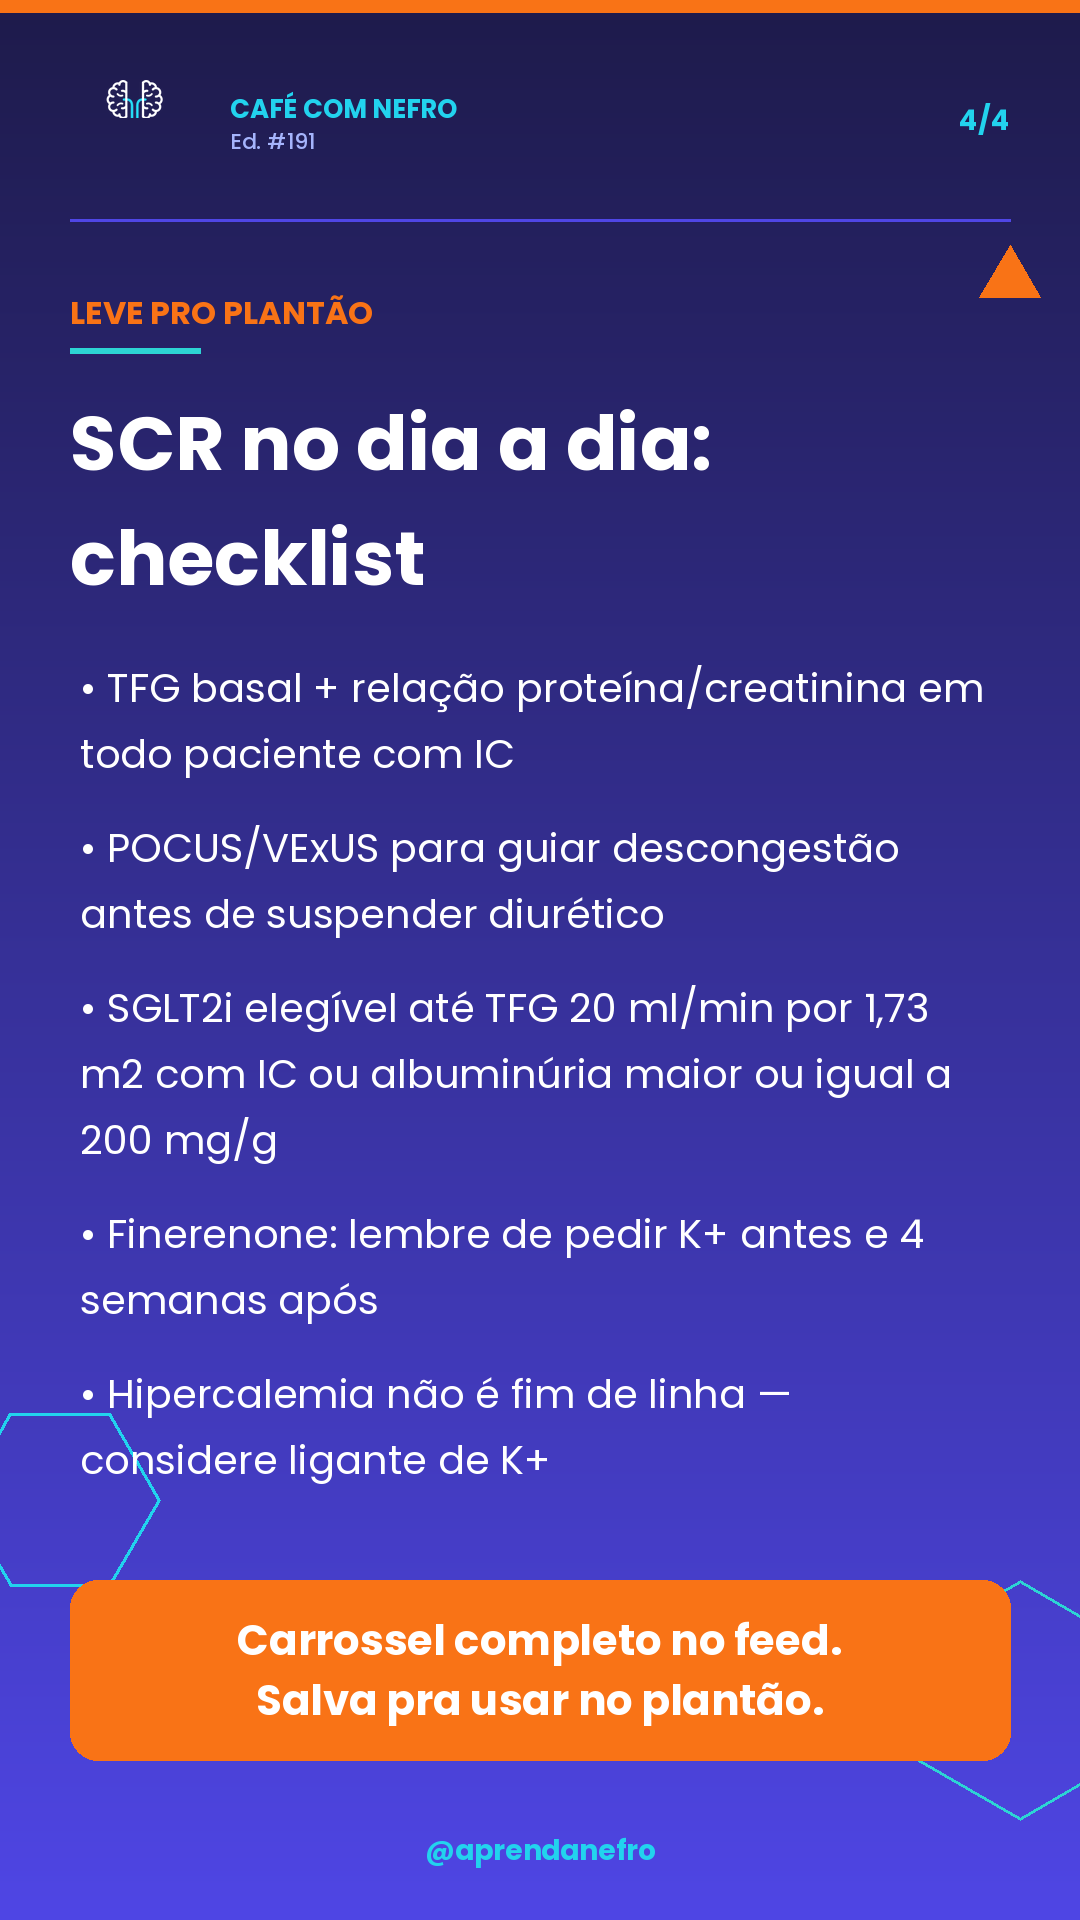 CAFÉ COM NEFRO
Ed. #191
4/4
LEVE PRO PLANTÃO
SCR no dia a dia:
checklist
• TFG basal + relação proteína/creatinina em
todo paciente com IC
• POCUS/VExUS para guiar descongestão
antes de suspender diurético
• SGLT2i elegível até TFG 20 ml/min por 1,73
m2 com IC ou albuminúria maior ou igual a
200 mg/g
• Finerenone: lembre de pedir K+ antes e 4
semanas após
• Hipercalemia não é fim de linha —
considere ligante de K+
Carrossel completo no feed.
Salva pra usar no plantão.
@aprendanefro